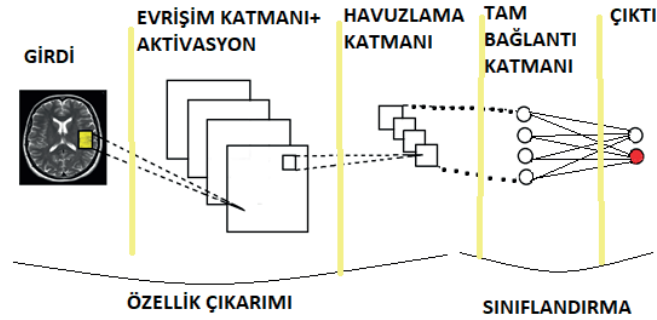 GİRDİ
EVRİŞİM KATMANI+
AKTİVASYON
HAVUZLAMA
KATMANI
TAM
BAĞLANTI
KATMANI
ÇIKTI
ÖZELLİK ÇIKARIMI
SINIFLANDIRMA